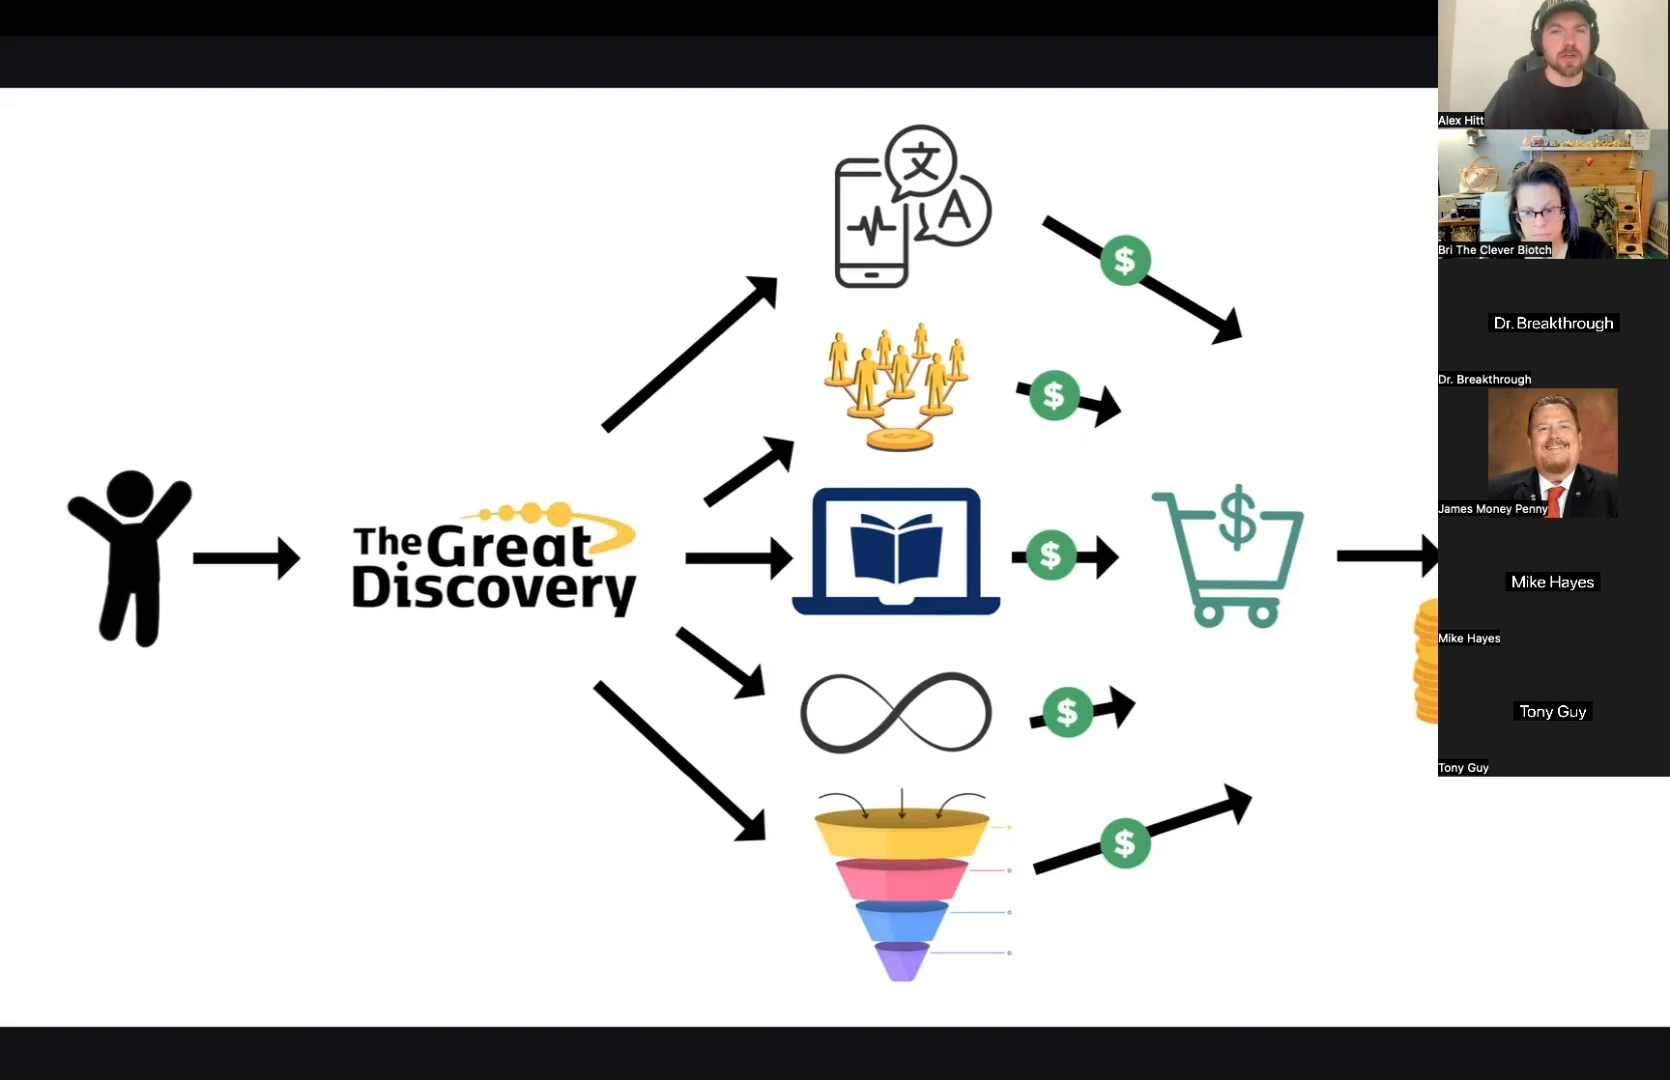 文
A
$
$
The Great
Discovery
$
$
$
$
Alex Hitt
Bri The Clever Biotch
Dr. Breakthrough
Dr. Breakthrough
James Money Penny
Mike Hayes
Mike Hayes
Tony Guy
Tony Guy